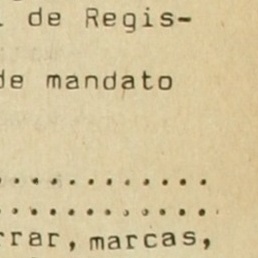 de Regis-
de mandato
...........
............
rrar, marcas,